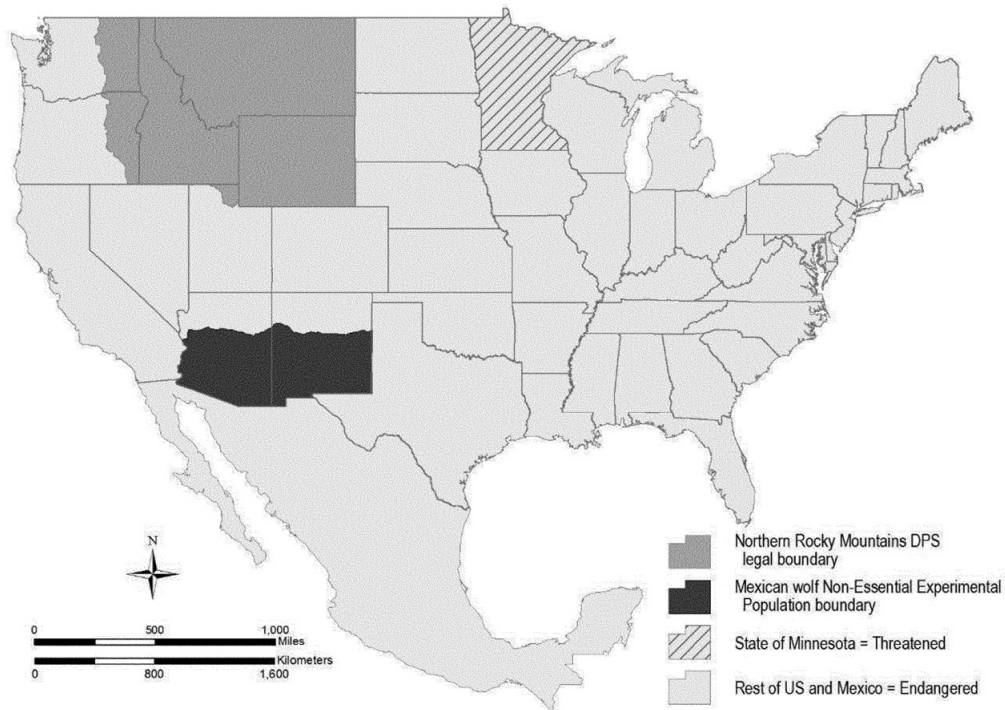 Northern Rocky Mountains DPS
legal boundary
Mexican wolf Non-Essential Experimental
Population boundary
State of Minnesota = Threatened
Rest of US and Mexico = Endangered
N
0 500 1,000
Miles
Kilometers
0 800 1,600